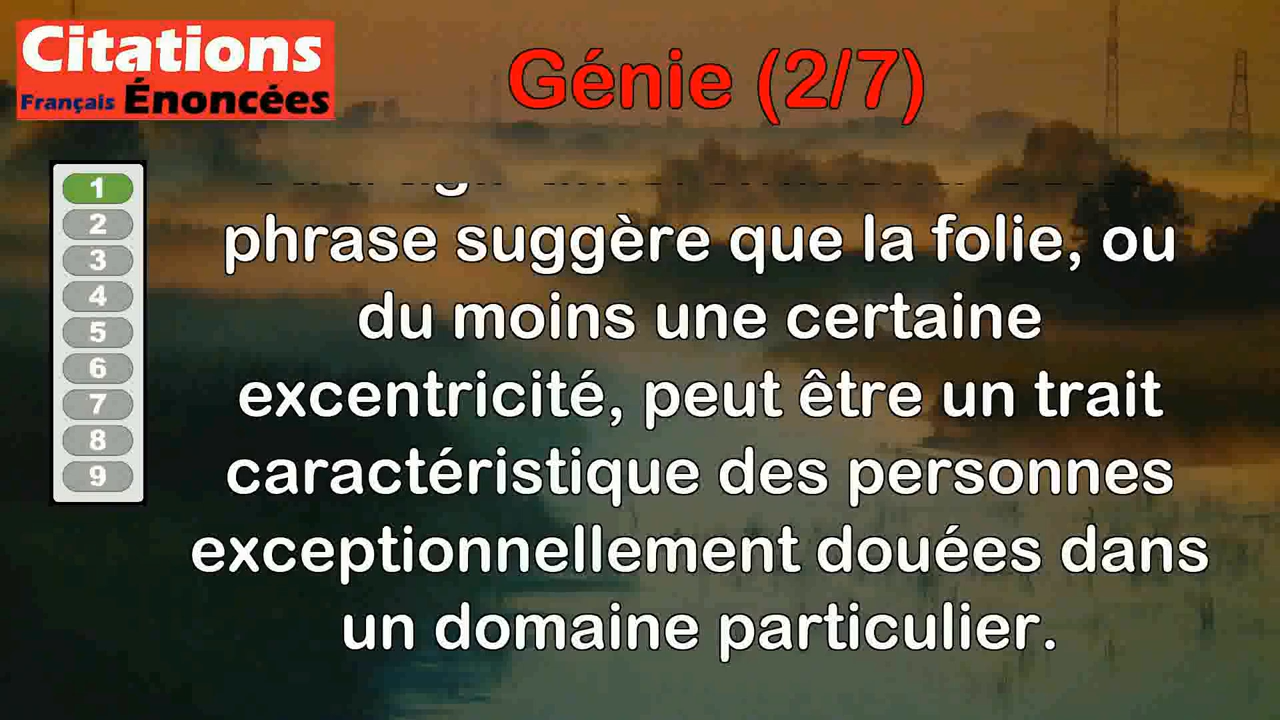 Citations
Français Énoncées
Génie (2/7)
1
2
3
4
5
6
7
8
9
phrase suggère que la folie, ou
du moins une certaine
excentricité, peut être un trait
caractéristique des personnes
exceptionnellement douées dans
un domaine particulier.